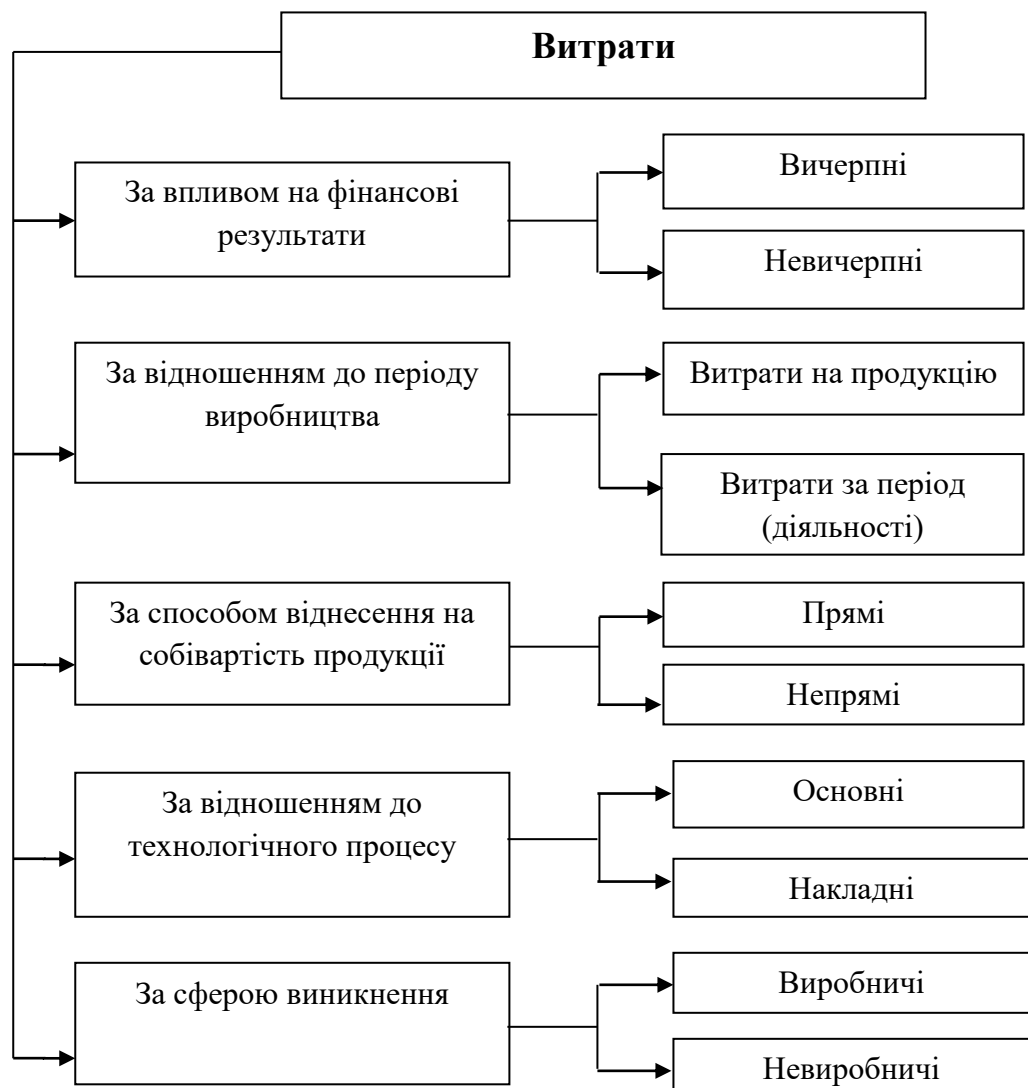 Витрати
За впливом на фінансові
результати
Вичерпні
Невичерпні
За відношенням до періоду
виробництва
Витрати на продукцію
Витрати за період
(діяльності)
За способом віднесення на
собівартість продукції
Прямі
Непрямі
За відношенням до
технологічного процесу
Основні
Накладні
За сферою виникнення
Виробничі
Невиробничі